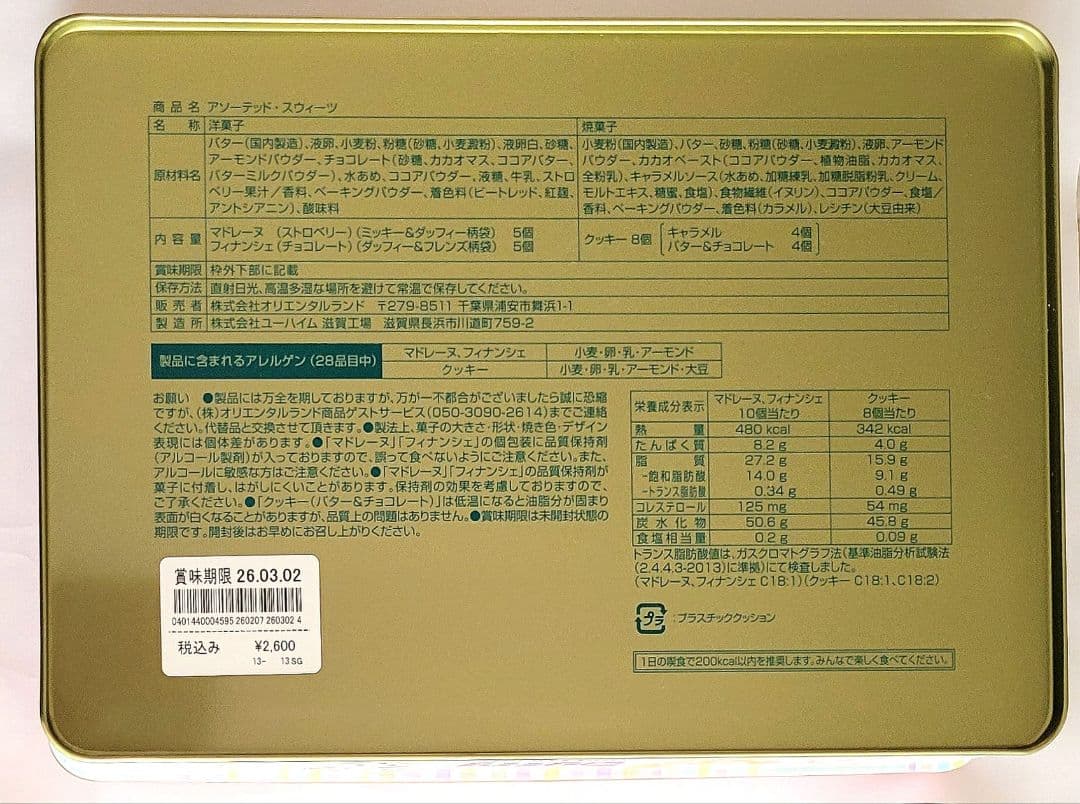 商品名 アソーテッド・スウィーツ
名称 洋菓子 焼菓子
原材料名
バター(国内製造)、液卵、小麦粉、粉糖(砂糖、小麦澱粉)、液卵白、砂糖、
アーモンドパウダー、チョコレート(砂糖、カカオマス、ココアバター、
バターミルクパウダー)、水あめ、ココアパウダー、液糖、牛乳、ストロ
ベリー果汁/香料、ベーキングパウダー、着色料(ビートレッド、紅麹、
アントシアニン)、酸味料
小麦粉(国内製造)、バター、砂糖、粉糖(砂糖、小麦澱粉)、液卵、アーモンド
パウダー、カカオペースト(ココアパウダー、植物油脂、カカオマス、
全粉乳)、キャラメルソース(水あめ、加糖練乳、加糖脱脂粉乳、クリーム、
モルトエキス、糖蜜、食塩)、食物繊維(イヌリン)、ココアパウダー、食塩/
香料、ベーキングパウダー、着色料(カラメル)、レシチン(大豆由来)
内容量
マドレーヌ (ストロベリー)(ミッキー&ダッフィー柄袋) 5個
フィナンシェ(チョコレート)(ダッフィー&フレンズ柄袋) 5個
クッキー 8個
キャラメル 4個
バター&チョコレート 4個
賞味期限 枠外下部に記載
保存方法 直射日光、高温多湿な場所を避けて常温で保存してください。
販売者 株式会社オリエンタルランド 〒279-8511 千葉県浦安市舞浜1-1
製造所 株式会社ユーハイム 滋賀工場 滋賀県長浜市川道町759-2
製品に含まれるアレルゲン(28品目中)
マドレーヌ、フィナンシェ 小麦・卵・乳・アーモンド
クッキー 小麦・卵・乳・アーモンド・大豆
お願い ●製品には万全を期しておりますが、万が一不都合がございましたら誠に恐縮
ですが、(株)オリエンタルランド商品ゲストサービス(050-3090-2614)までご連絡
ください。代替品と交換させて頂きます。●製法上、菓子の大きさ・形状・焼き色・デザイン
表現には個体差があります。●「マドレーヌ」「フィナンシェ」の個包装に品質保持剤
(アルコール製剤)が入っておりますので、誤って食べないようにご注意ください。また、
アルコールに敏感な方はご注意ください。●「マドレーヌ」「フィナンシェ」の品質保持剤が
菓子に付着し、はがしにくいことがあります。保持剤の効果を考慮しておりますので、
ご了承ください。●「クッキー(バター&チョコレート)」は低温になると油脂分が固まり
表面が白くなることがありますが、品質上の問題はありません。●賞味期限は未開封状態の
期限です。開封後はお早めにお召し上がりください。
栄養成分表示 マドレーヌ、フィナンシェ 10個当たり クッキー 8個当たり
熱量 480 kcal 342 kcal
たんぱく質 8.2 g 4.0 g
脂質 27.2 g 15.9 g
-飽和脂肪酸 14.0 g 9.1 g
-トランス脂肪酸 0.34 g 0.49 g
コレステロール 125 mg 54 mg
炭水化物 50.6 g 45.8 g
食塩相当量 0.2 g 0.09 g
トランス脂肪酸値は、ガスクロマトグラフ法(基準油脂分析試験法
(2.4.4.3-2013)に準拠)にて検査しました。
(マドレーヌ、フィナンシェ C18:1)(クッキー C18:1、C18:2)
プラ
:プラスチッククッション
1日の間食で200kcal以内を推奨します。みんなで楽しく食べてください。
賞味期限 26.03.02
0401440004595 260207 260302 4
税込み ¥2,600
13- 13 SG